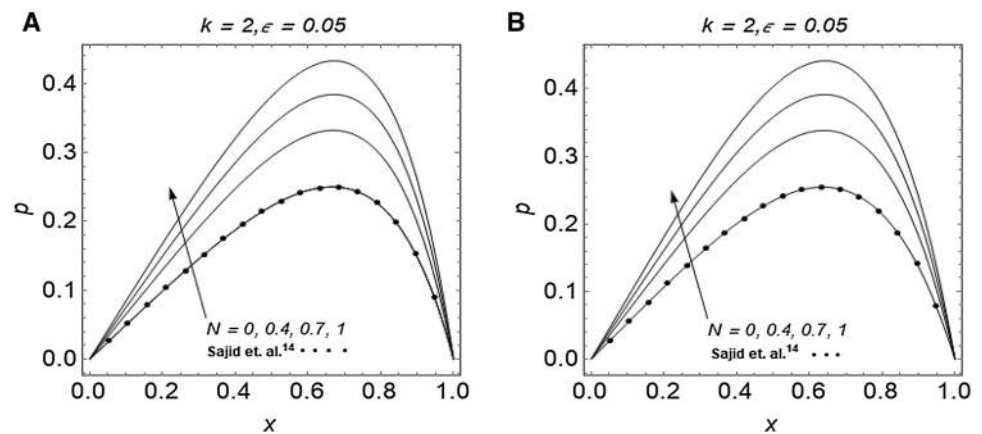 A
k = 2, ϵ = 0.05
p
0.4
0.3
0.2
0.1
0.0
N = 0, 0.4, 0.7, 1
Sajid et. al.14
0.0 0.2 0.4 0.6 0.8 1.0
x
B
k = 2, ϵ = 0.05
p
0.4
0.3
0.2
0.1
0.0
N = 0, 0.4, 0.7, 1
Sajid et. al.14
0.0 0.2 0.4 0.6 0.8 1.0
x